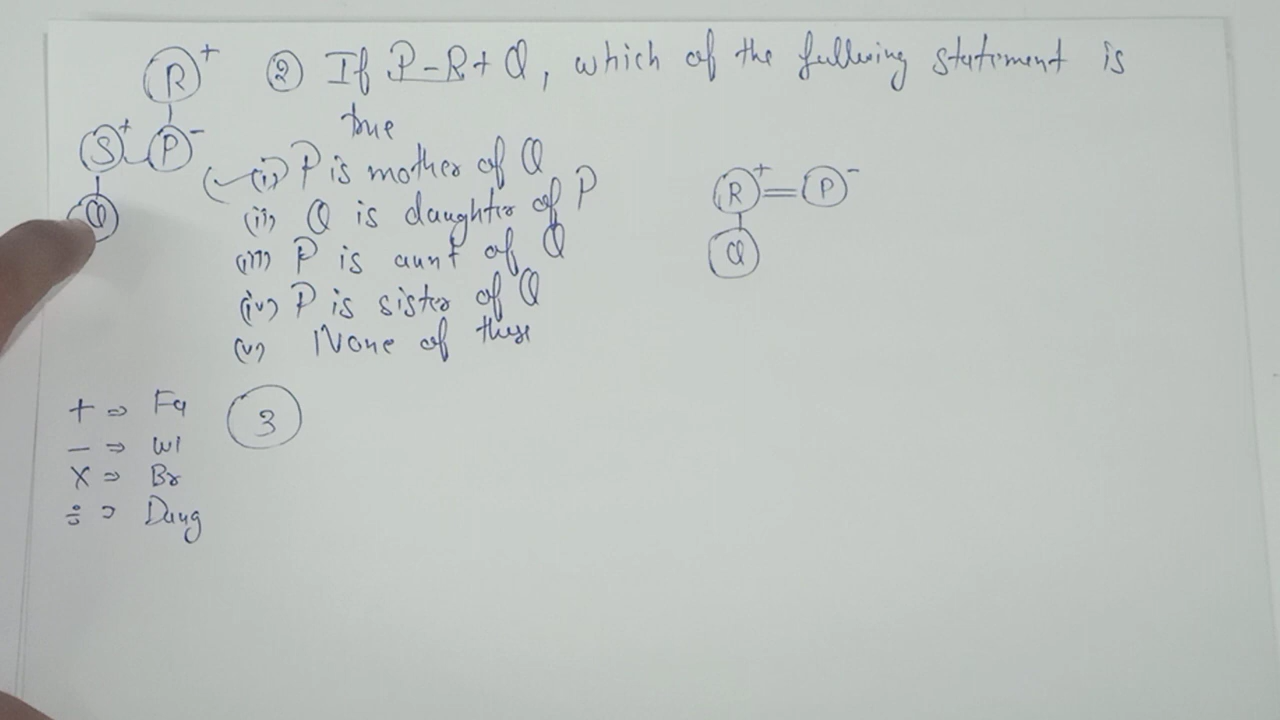 ② If P-R+Q, which of the following statement is
true
(i) P is mother of Q
(ii) Q is daughter of P
(iii) P is aunt of Q
(iv) P is sister of Q
(v) None of these
R +
S + P -
Q
R + = P -
Q
+ ⇒ Fa
- ⇒ Wi
X ⇒ Br
÷ ⇒ Daug
3